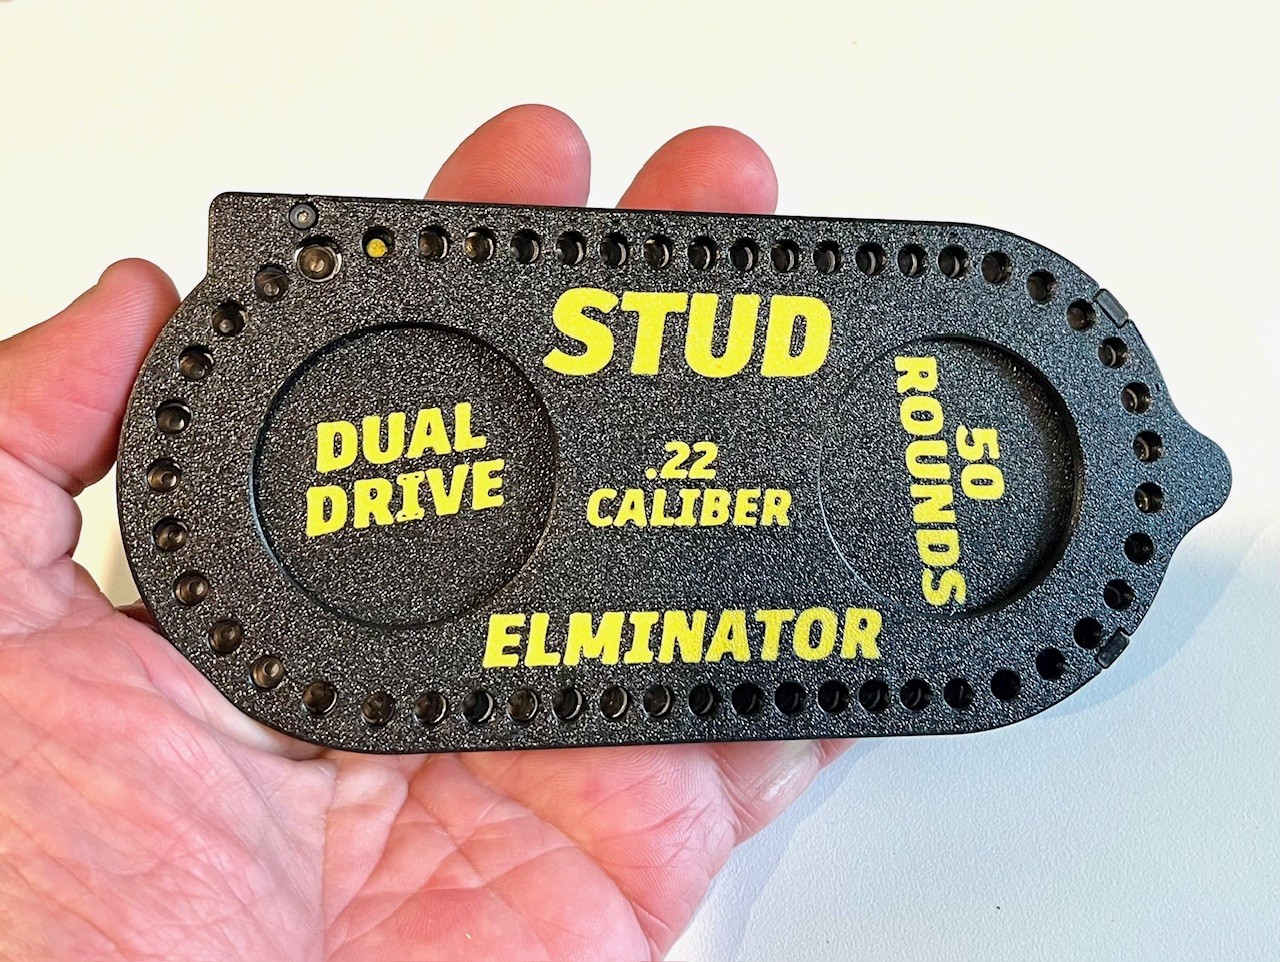 STUD
DUAL
DRIVE
.22
CALIBER
50
ROUNDS
ELMINATOR